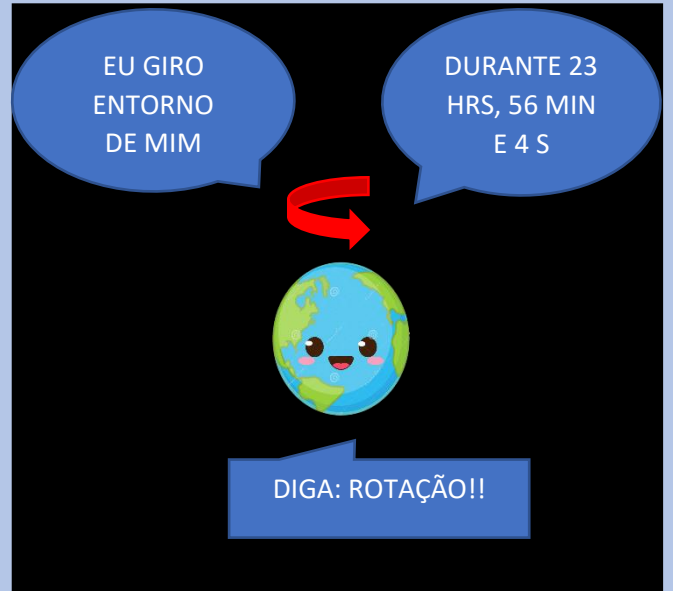 EU GIRO
ENTORNO
DE MIM
DURANTE 23
HRS, 56 MIN
E 4 S
DIGA: ROTAÇÃO!!